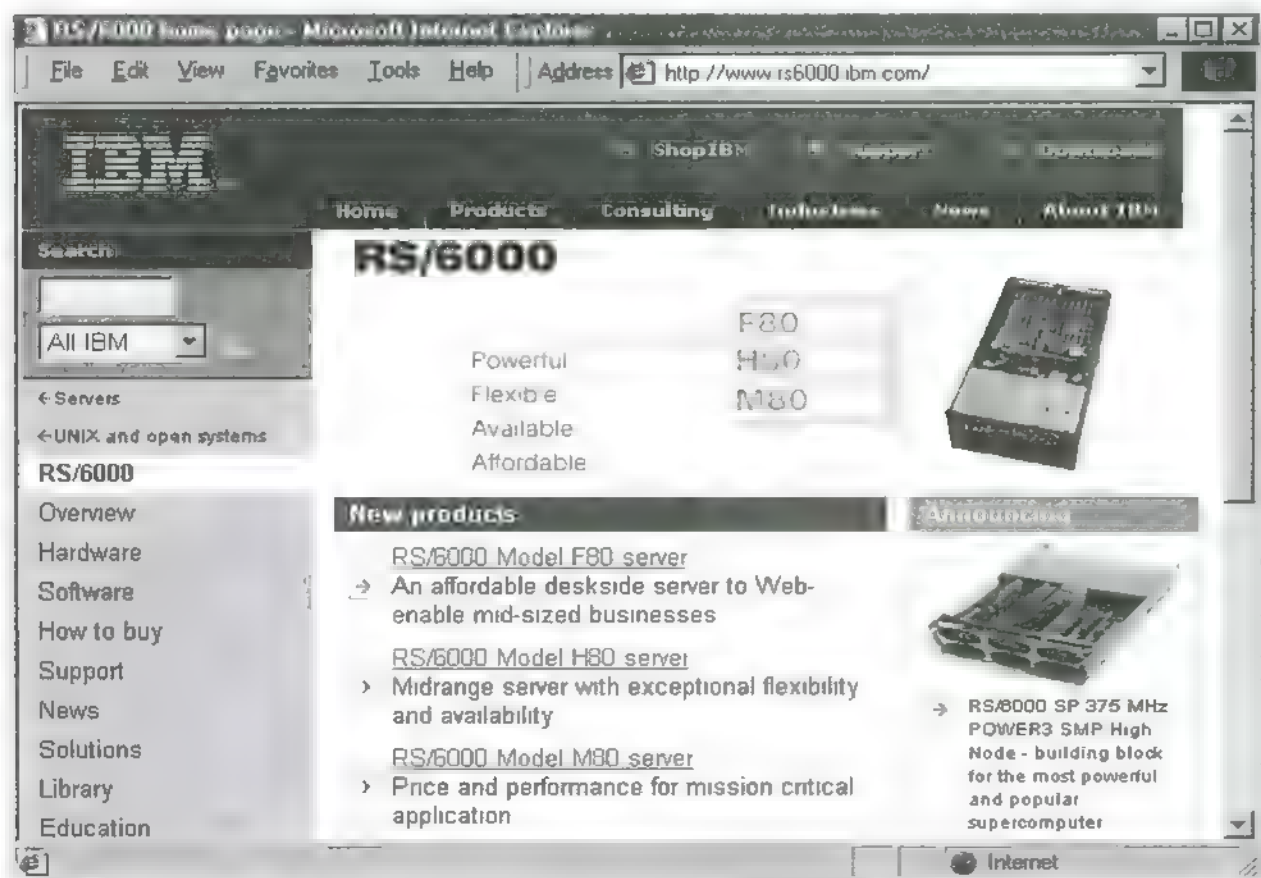 RS/6000 home page - Microsoft Internet Explorer
File Edit View Favorites Tools Help Address http://www.rs6000.ibm.com/
IBM
ShopIBM Support Download
Home Products Consulting Industries News About IBM
Search
All IBM
RS/6000
F80
Powerful H80
Flexible M80
Available
Affordable
←Servers
←UNIX and open systems
RS/6000
Overview
Hardware
Software
How to buy
Support
News
Solutions
Library
Education
New products
RS/6000 Model F80 server
An affordable deskside server to Web-
enable mid-sized businesses
RS/6000 Model H80 server
Midrange server with exceptional flexibility
and availability
RS/6000 Model M80 server
Price and performance for mission critical
application
Announcing
RS/6000 SP 375 MHz
POWER3 SMP High
Node - building block
for the most powerful
and popular
supercomputer
Internet